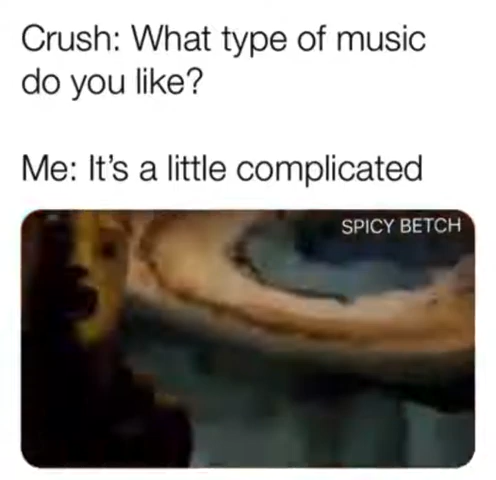 Crush: What type of music
do you like?
Me: It's a little complicated
SPICY BETCH